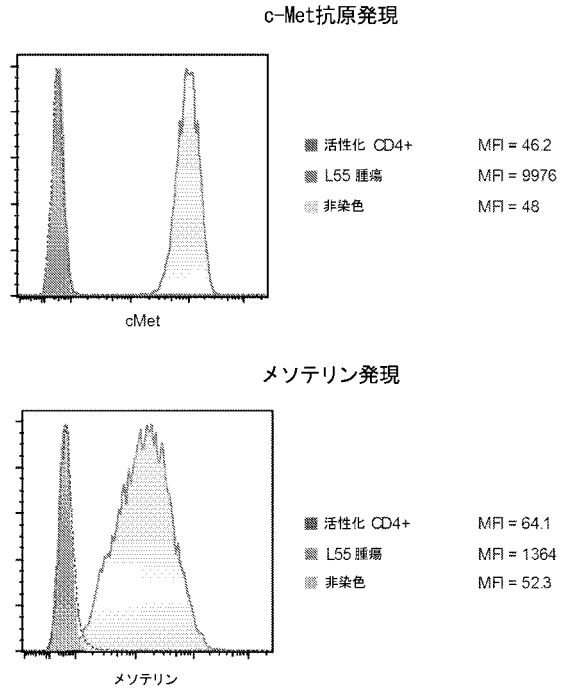 c-Met抗原発現
活性化 CD4+ MFI = 46.2
L55 腫瘍 MFI = 9976
非染色 MFI = 48
cMet
メソテリン発現
活性化 CD4+ MFI = 64.1
L55 腫瘍 MFI = 1364
非染色 MFI = 52.3
メソテリン